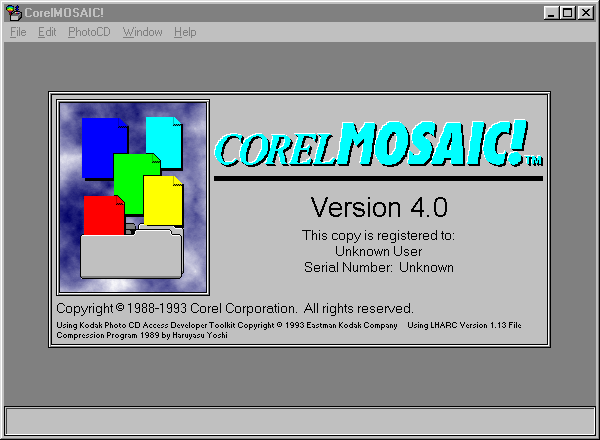 CorelMOSAIC!
File Edit PhotoCD Window Help
COREL MOSAIC!™
Version 4.0
This copy is registered to:
Unknown User
Serial Number: Unknown
Copyright © 1988-1993 Corel Corporation. All rights reserved.
Using Kodak Photo CD Access Developer Toolkit Copyright © 1993 Eastman Kodak Company Using LHARC Version 1.13 File
Compression Program 1989 by Haruyasu Yoshi